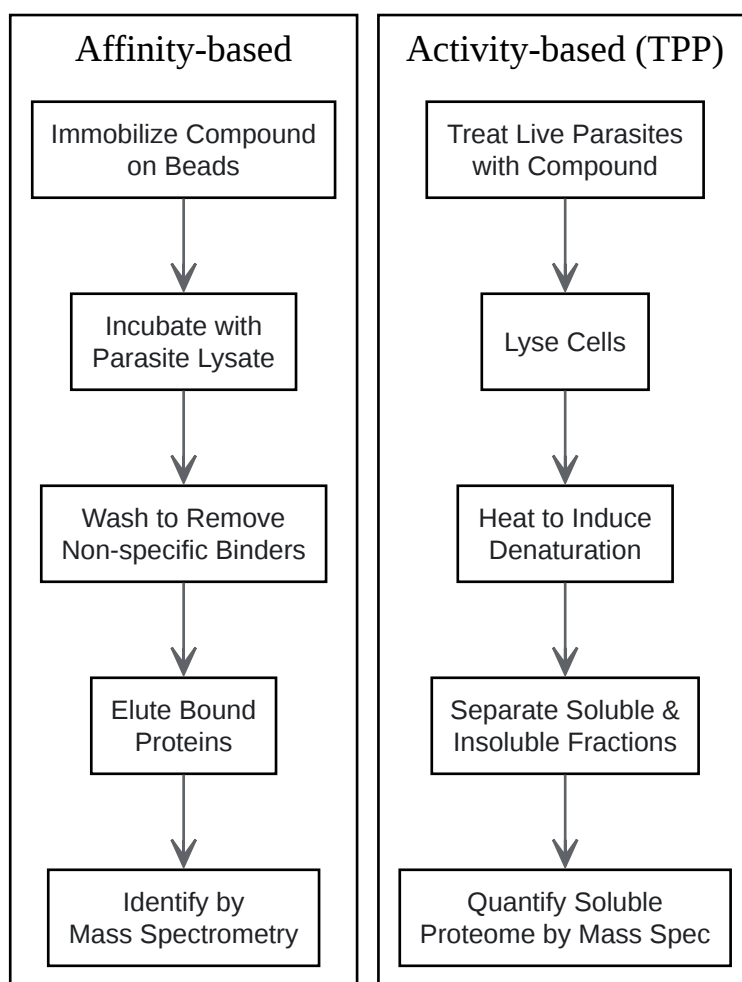 Affinity-based
Immobilize Compound
on Beads
Incubate with
Parasite Lysate
Wash to Remove
Non-specific Binders
Elute Bound
Proteins
Identify by
Mass Spectrometry
Activity-based (TPP)
Treat Live Parasites
with Compound
Lyse Cells
Heat to Induce
Denaturation
Separate Soluble &
Insoluble Fractions
Quantify Soluble
Proteome by Mass Spec